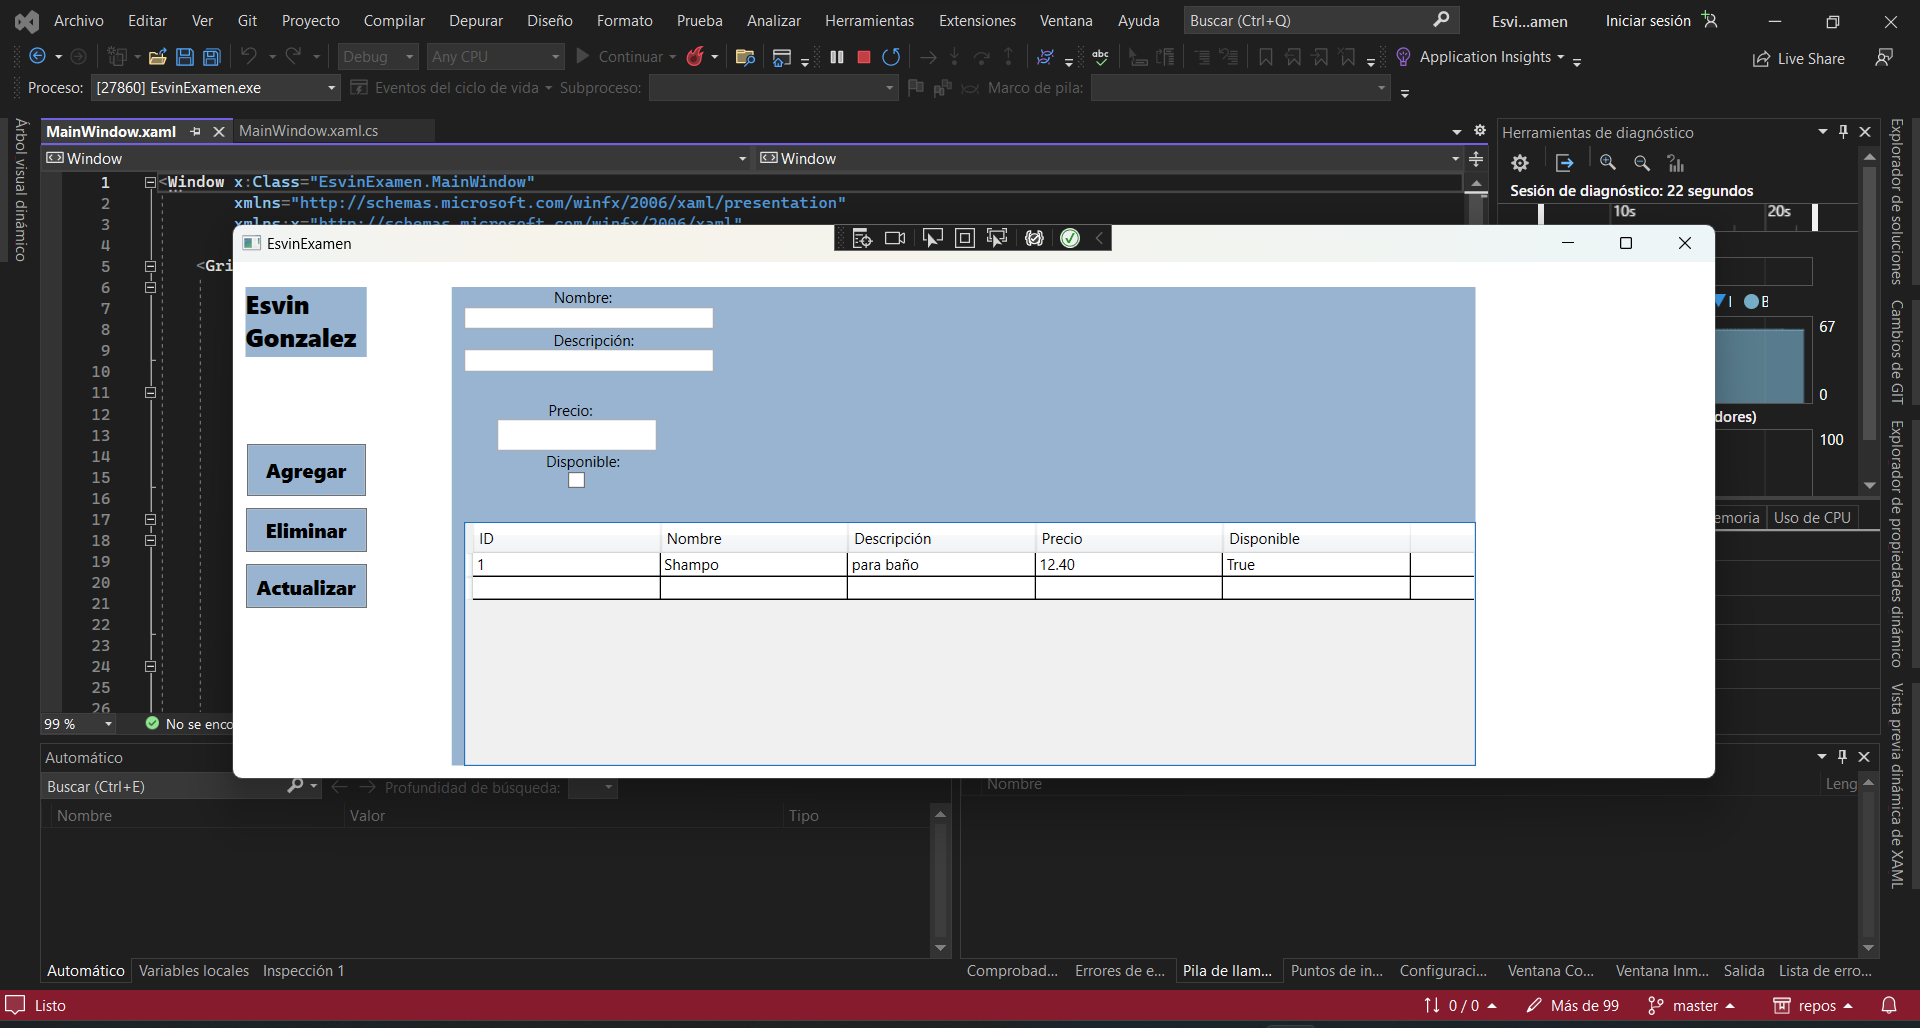 Archivo Editar Ver Git Proyecto Compilar Depurar Diseño Formato Prueba Analizar Herramientas Extensiones Ventana Ayuda Buscar (Ctrl+Q) Esvi...amen Iniciar sesión
Debug Any CPU Continuar abc Application Insights Live Share
Proceso: [27860] EsvinExamen.exe Eventos del ciclo de vida Subproceso: Marco de pila:
Árbol visual dinámico
MainWindow.xaml MainWindow.xaml.cs
Window Window
1 <Window x:Class="EsvinExamen.MainWindow"
2 xmlns="http://schemas.microsoft.com/winfx/2006/xaml/presentation"
3 xmlns:x="http://schemas.microsoft.com/winfx/2006/xaml"
4
5 <Gri
6
7
8
9
10
11
12
13
14
15
16
17
18
19
20
21
22
23
24
25
26
99 % No se enco
EsvinExamen
Esvin
Gonzalez
Agregar
Eliminar
Actualizar
Nombre:
Descripción:
Precio:
Disponible:
ID Nombre Descripción Precio Disponible
1 Shampo para baño 12.40 True
Herramientas de diagnóstico
Sesión de diagnóstico: 22 segundos
10s 20s
67
0
dores)
100
emoria Uso de CPU
Explorador de soluciones
Cambios de GIT
Explorador de propiedades dinámico
Vista previa dinámica de XAML
Automático
Buscar (Ctrl+E) Profundidad de búsqueda:
Nombre Valor Tipo
Nombre Leng
Automático Variables locales Inspección 1
Comprobad... Errores de e... Pila de llam... Puntos de in... Configuraci... Ventana Co... Ventana Inm... Salida Lista de erro...
Listo 0 / 0 Más de 99 master repos